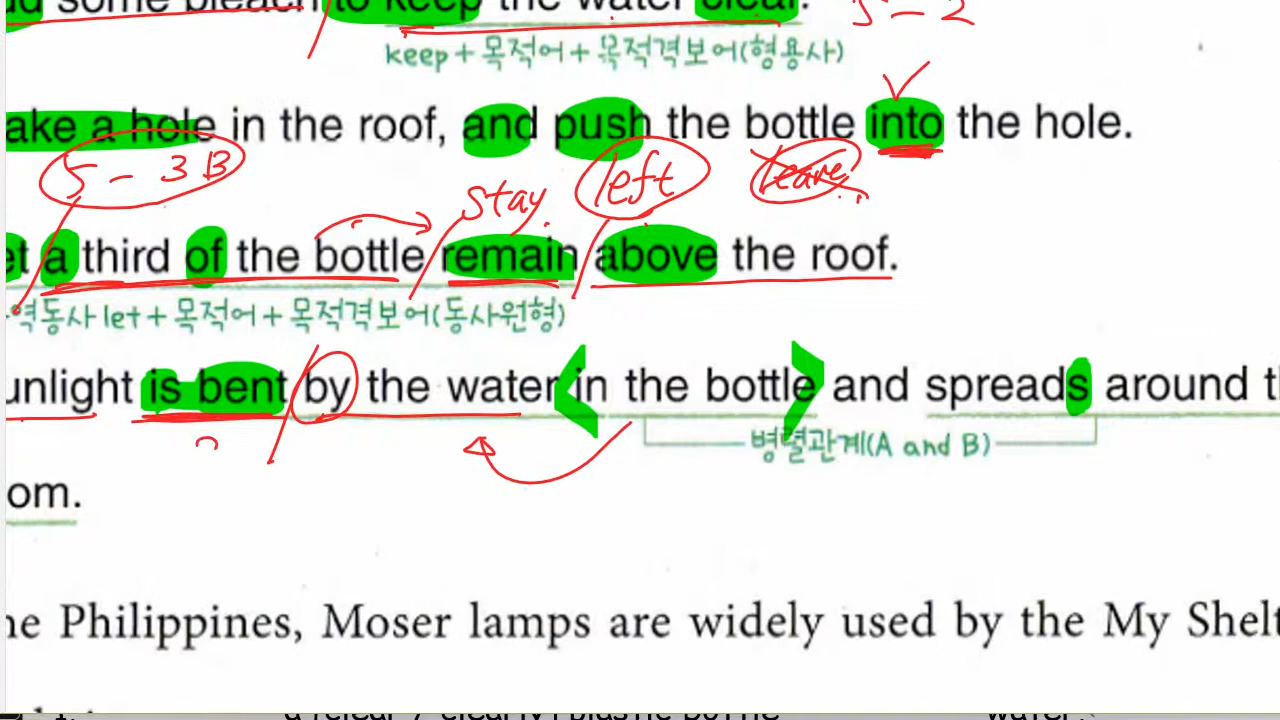 some bleach to keep the water clear. 5 - 2
keep + 목적어 + 목적격보어(형용사)
ake a hole in the roof, and push the bottle into the hole.
5 - 3 B stay left leave
et a third of the bottle remain above the roof.
역동사 let + 목적어 + 목적격보어(동사원형)
unlight is bent by the water < in the bottle > and spreads around t
병렬관계(A and B)
om.
he Philippines, Moser lamps are widely used by the My Shelt